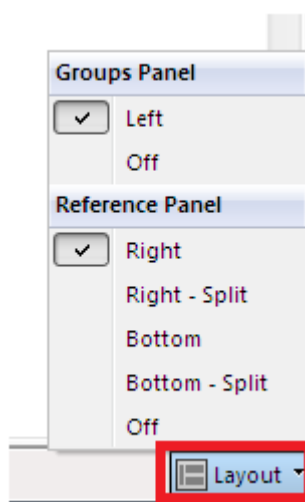 Groups Panel
Left
Off
Reference Panel
Right
Right - Split
Bottom
Bottom - Split
Off
Layout